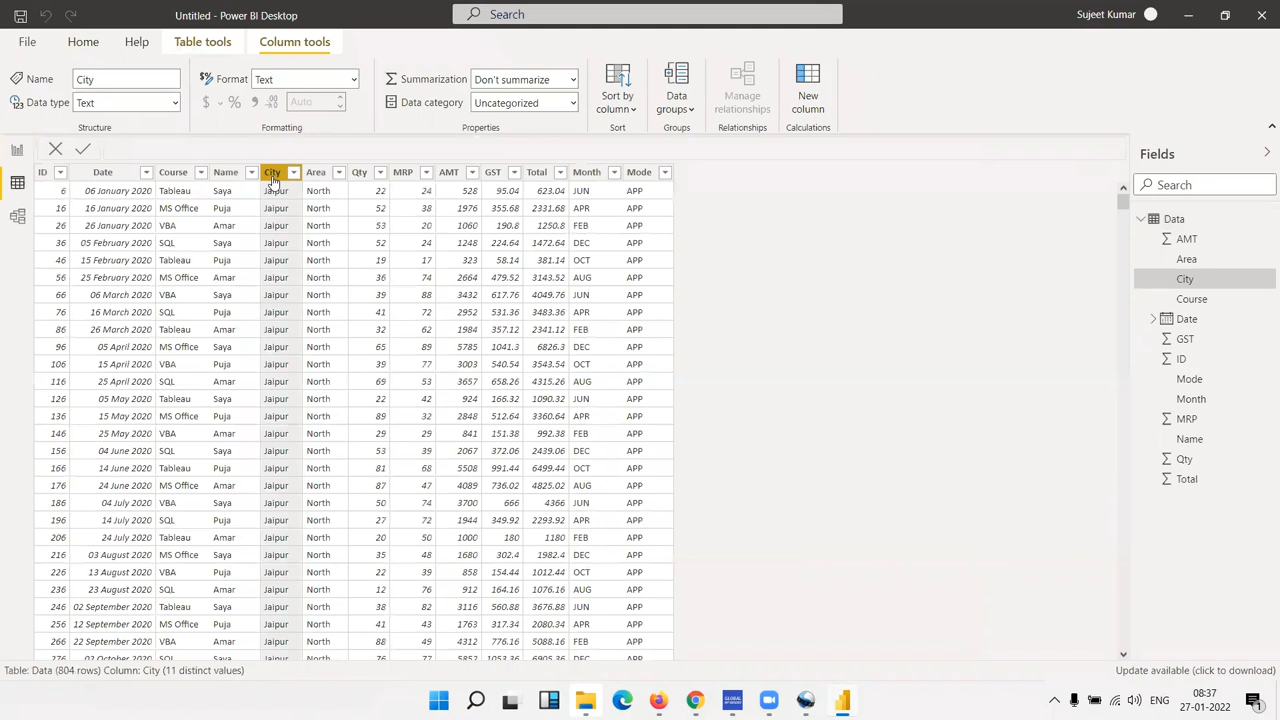 Untitled - Power BI Desktop
Search
Sujeet Kumar
File Home Help Table tools Column tools
Name City
Format Text
Summarization Don't summarize
Data type Text
$ % Auto
Data category Uncategorized
Sort by column
Data groups
Manage relationships
New column
Structure Formatting Properties Sort Groups Relationships Calculations
ID Date Course Name City Area Qty MRP AMT GST Total Month Mode
6 06 January 2020 Tableau Saya Jaipur North 22 24 528 95.04 623.04 JUN APP
16 16 January 2020 MS Office Puja Jaipur North 52 38 1976 355.68 2331.68 APR APP
26 26 January 2020 VBA Amar Jaipur North 53 20 1060 190.8 1250.8 FEB APP
36 05 February 2020 SQL Saya Jaipur North 52 24 1248 224.64 1472.64 DEC APP
46 15 February 2020 Tableau Puja Jaipur North 19 17 323 58.14 381.14 OCT APP
56 25 February 2020 MS Office Amar Jaipur North 36 74 2664 479.52 3143.52 AUG APP
66 06 March 2020 VBA Saya Jaipur North 39 88 3432 617.76 4049.76 JUN APP
76 16 March 2020 SQL Puja Jaipur North 41 72 2952 531.36 3483.36 APR APP
86 26 March 2020 Tableau Amar Jaipur North 32 62 1984 357.12 2341.12 FEB APP
96 05 April 2020 MS Office Saya Jaipur North 65 89 5785 1041.3 6826.3 DEC APP
106 15 April 2020 VBA Puja Jaipur North 39 77 3003 540.54 3543.54 OCT APP
116 25 April 2020 SQL Amar Jaipur North 69 53 3657 658.26 4315.26 AUG APP
126 05 May 2020 Tableau Saya Jaipur North 22 42 924 166.32 1090.32 JUN APP
136 15 May 2020 MS Office Puja Jaipur North 89 32 2848 512.64 3360.64 APR APP
146 25 May 2020 VBA Amar Jaipur North 29 29 841 151.38 992.38 FEB APP
156 04 June 2020 SQL Saya Jaipur North 53 39 2067 372.06 2439.06 DEC APP
166 14 June 2020 Tableau Puja Jaipur North 81 68 5508 991.44 6499.44 OCT APP
176 24 June 2020 MS Office Amar Jaipur North 87 47 4089 736.02 4825.02 AUG APP
186 04 July 2020 VBA Saya Jaipur North 50 74 3700 666 4366 JUN APP
196 14 July 2020 SQL Puja Jaipur North 27 72 1944 349.92 2293.92 APR APP
206 24 July 2020 Tableau Amar Jaipur North 20 50 1000 180 1180 FEB APP
216 03 August 2020 MS Office Saya Jaipur North 35 48 1680 302.4 1982.4 DEC APP
226 13 August 2020 VBA Puja Jaipur North 22 39 858 154.44 1012.44 OCT APP
236 23 August 2020 SQL Amar Jaipur North 12 76 912 164.16 1076.16 AUG APP
246 02 September 2020 Tableau Saya Jaipur North 38 82 3116 560.88 3676.88 JUN APP
256 12 September 2020 MS Office Puja Jaipur North 41 43 1763 317.34 2080.34 APR APP
266 22 September 2020 VBA Amar Jaipur North 88 49 4312 776.16 5088.16 FEB APP
276 02 October 2020 SQL Saya Jaipur North 76 77 5852 1053.36 6905.36 DEC APP
Fields
Search
Data
AMT
Area
City
Course
Date
GST
ID
Mode
Month
MRP
Name
Qty
Total
Table: Data (804 rows) Column: City (11 distinct values)
Update available (click to download)
GLOBAL
ENG
08:37
27-01-2022